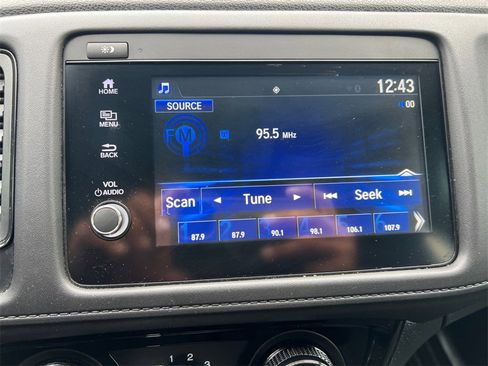 12:43
HOME
SOURCE
00
MENU
FM
95.5 MHz
BACK
VOL
AUDIO
Scan Tune Seek
87.9 87.9 90.1 98.1 106.1 107.9
1 2 3